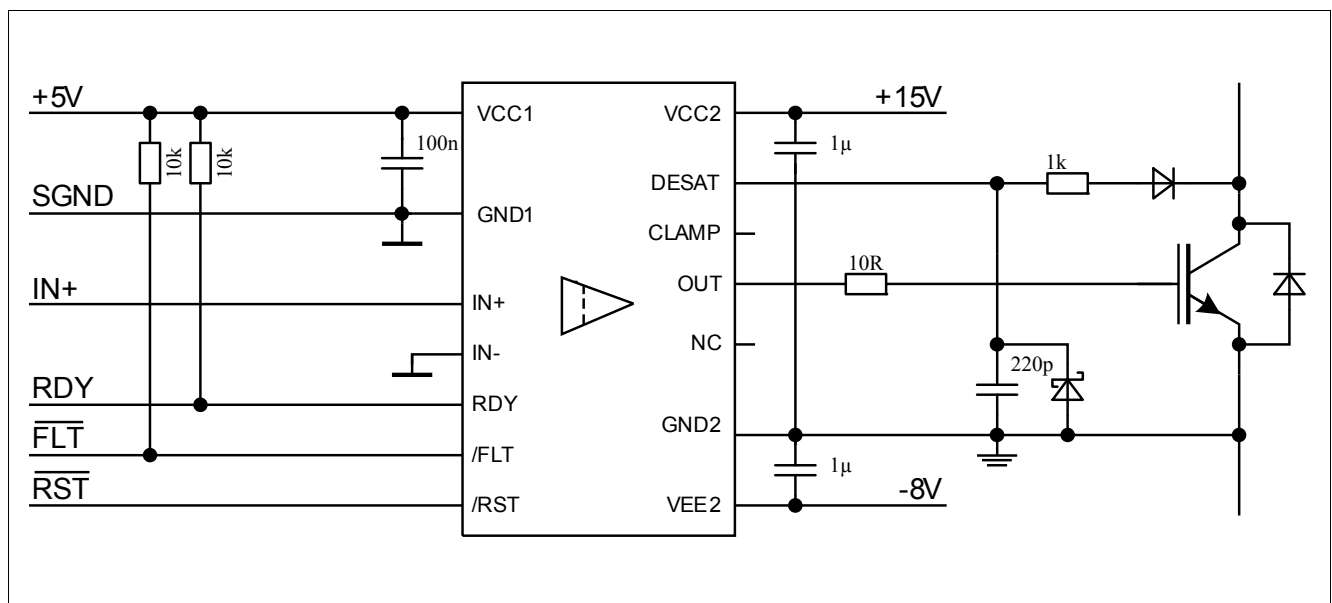 +5V
SGND
IN+
RDY
FLT
RST
10k
10k
100n
VCC1
GND1
IN+
IN-
RDY
/FLT
/RST
VCC2
DESAT
CLAMP
OUT
NC
GND2
VEE2
+15V
1µ
1k
10R
220p
1µ
-8V